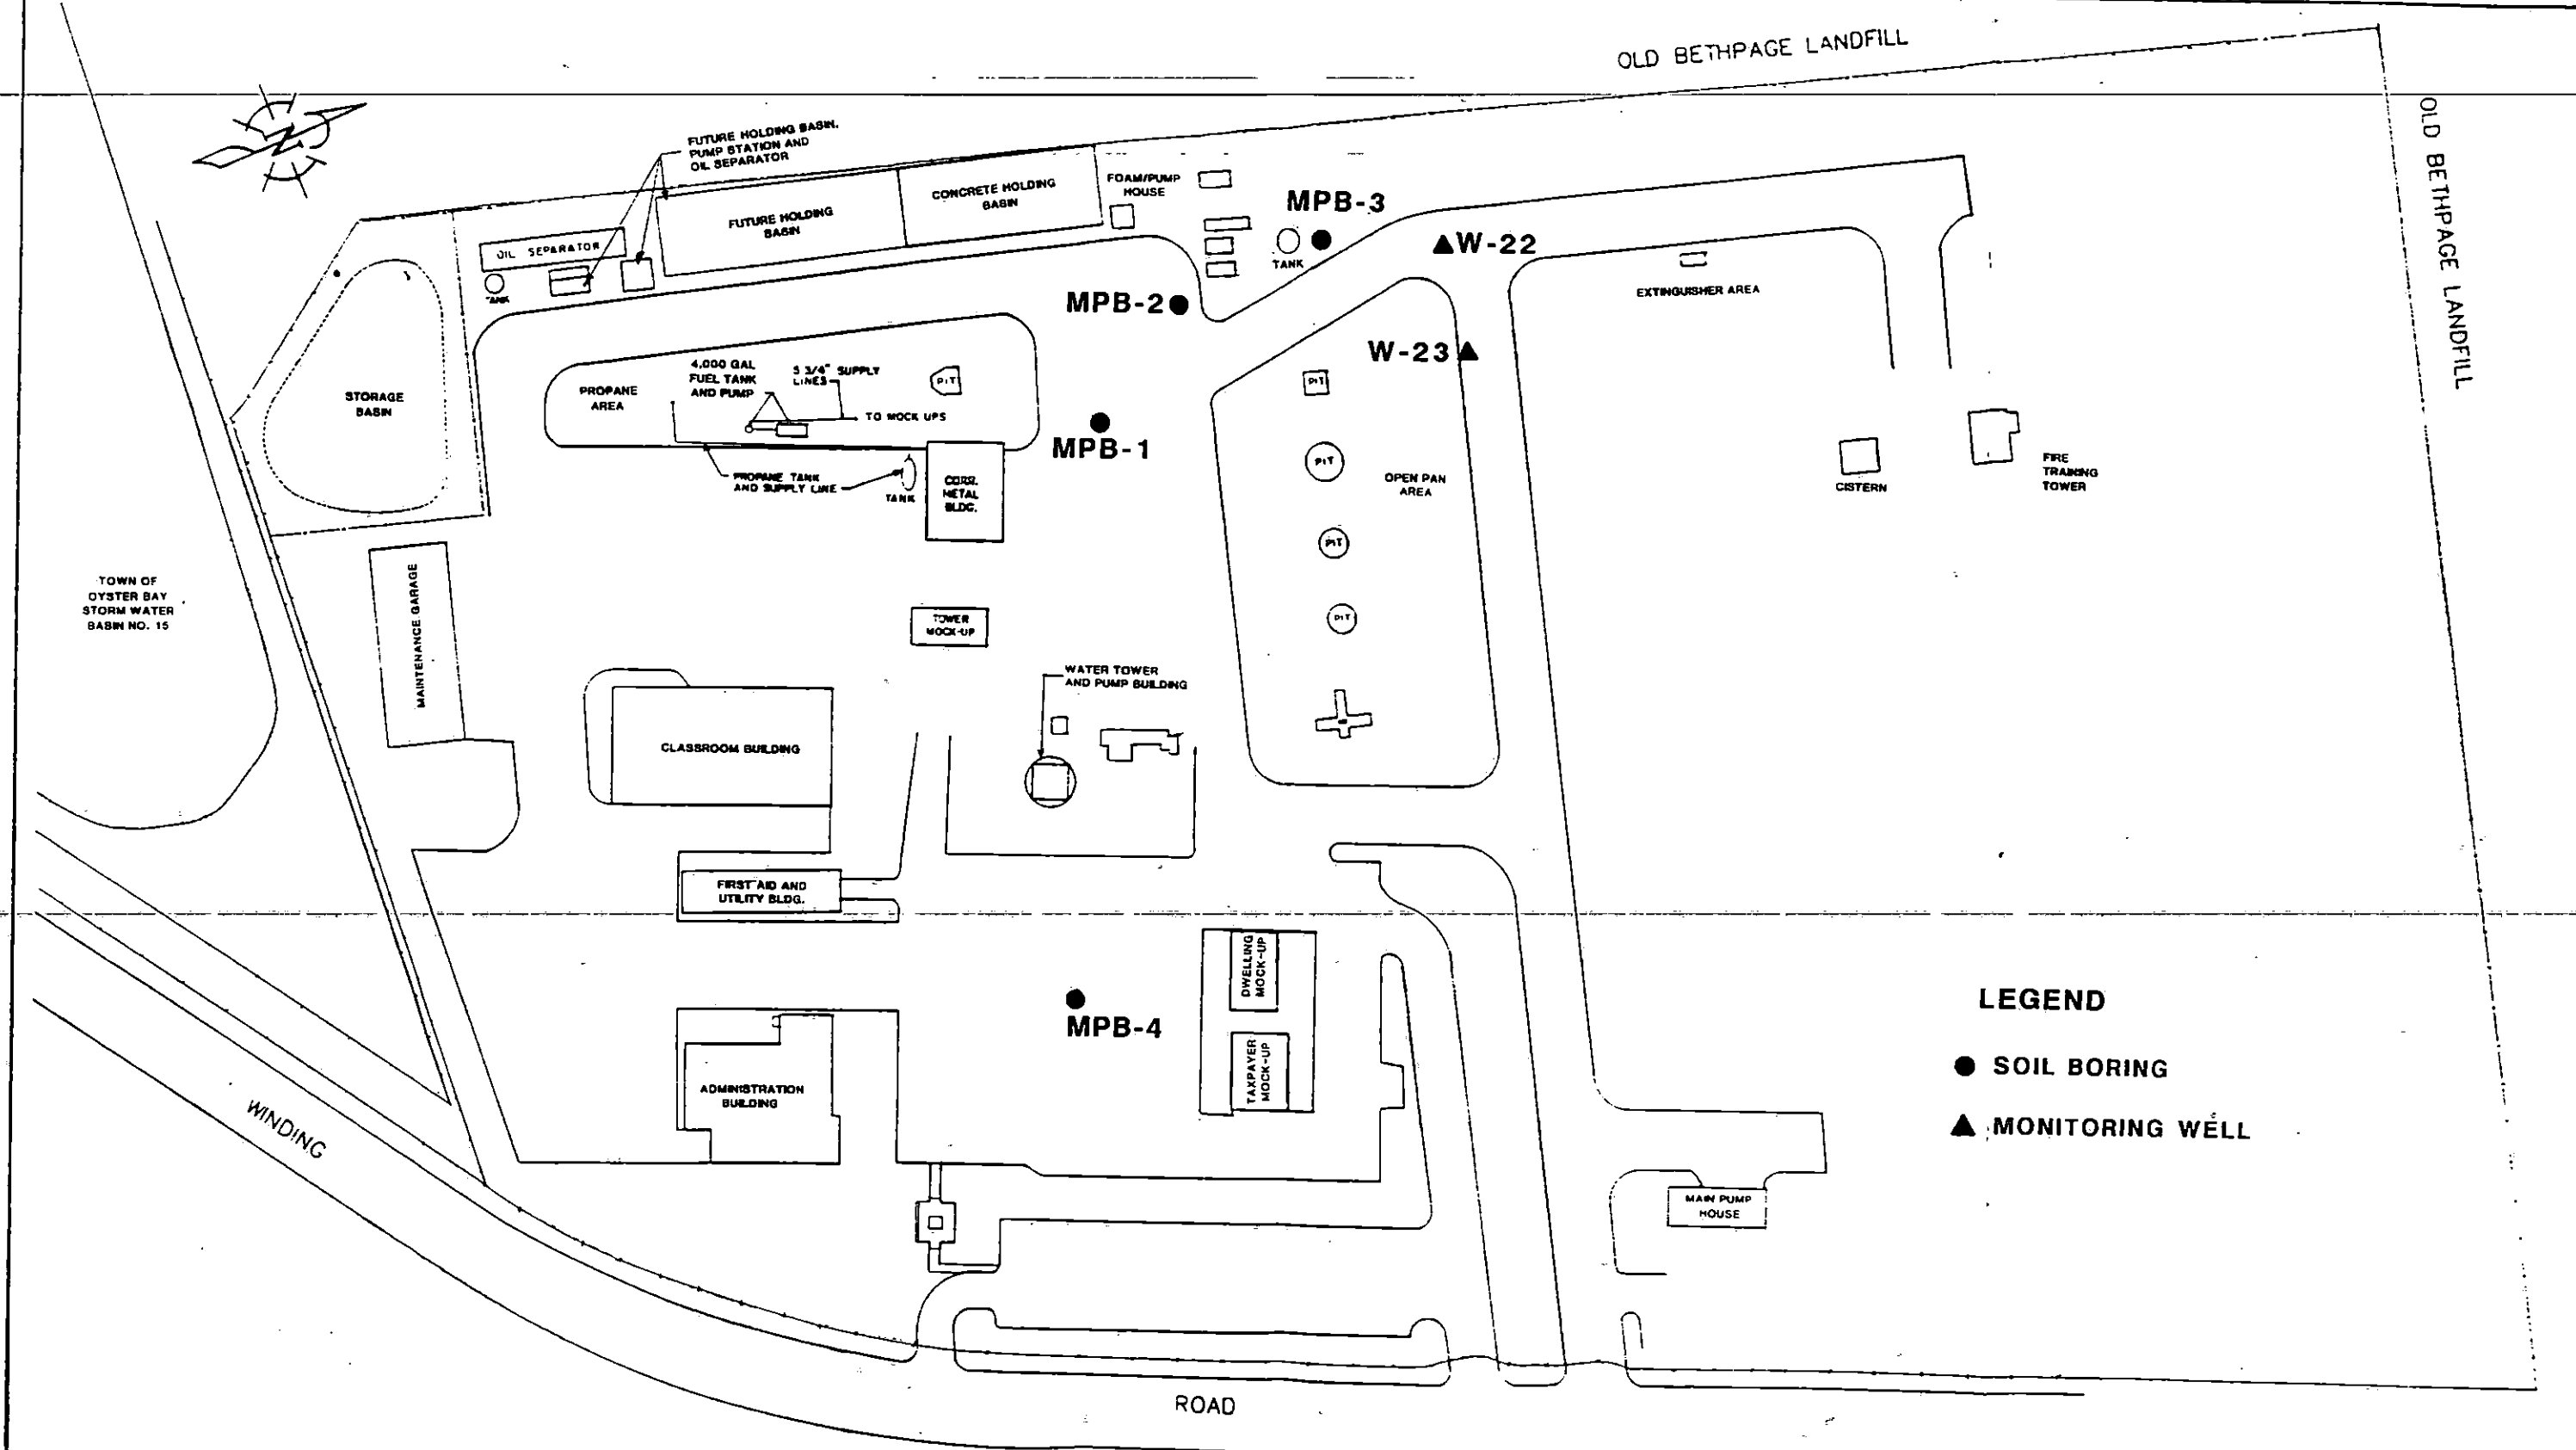 OLD BETHPAGE LANDFILL
OLD BETHPAGE LANDFILL
FUTURE HOLDING BASIN,
PUMP STATION AND
OIL SEPARATOR
FUTURE HOLDING
BASIN
CONCRETE HOLDING
BASIN
FOAM/PUMP
HOUSE
MPB-3
TANK
W-22
OIL SEPARATOR
TANK
MPB-2
EXTINGUISHER AREA
W-23
STORAGE
BASIN
PROPANE
AREA
4,000 GAL
FUEL TANK
AND PUMP
5 3/4" SUPPLY
LINES
TO MOCK UPS
PIT
MPB-1
PROPANE TANK
AND SUPPLY LINE
TANK
CORR.
METAL
BLDG.
PIT
PIT
PIT
PIT
OPEN PAN
AREA
CISTERN
FIRE
TRAINING
TOWER
TOWN OF
OYSTER BAY
STORM WATER
BASIN NO. 15
MAINTENANCE GARAGE
TOWER
MOCK-UP
WATER TOWER
AND PUMP BUILDING
CLASSROOM BUILDING
FIRST AID AND
UTILITY BLDG.
DWELLING
MOCK-UP
TAXPAYER
MOCK-UP
MPB-4
ADMINISTRATION
BUILDING
LEGEND
SOIL BORING
MONITORING WELL
MAIN PUMP
HOUSE
WINDING
ROAD